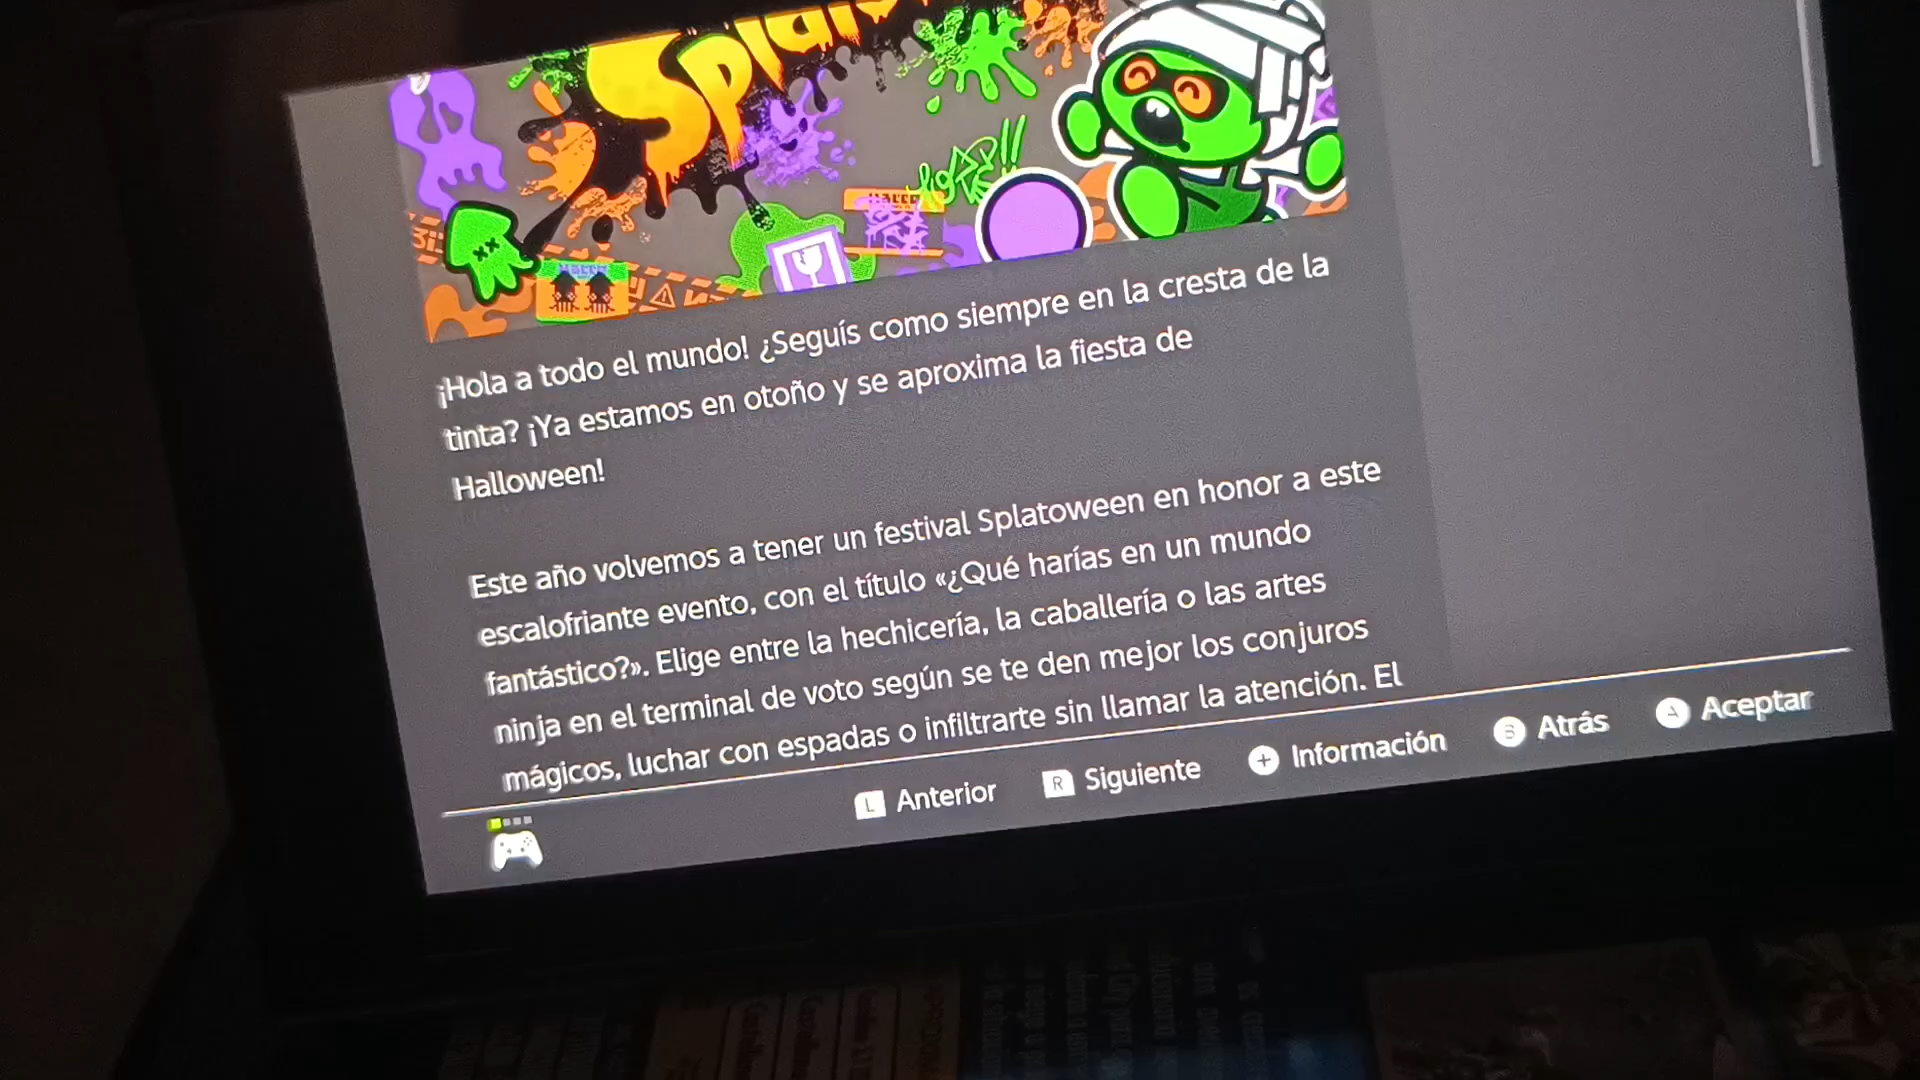 ¡Hola a todo el mundo! ¿Seguís como siempre en la cresta de la
tinta? ¡Ya estamos en otoño y se aproxima la fiesta de
Halloween!
Este año volvemos a tener un festival Splatoween en honor a este
escalofriante evento, con el título «¿Qué harías en un mundo
fantástico?». Elige entre la hechicería, la caballería o las artes
ninja en el terminal de voto según se te den mejor los conjuros
mágicos, luchar con espadas o infiltrarte sin llamar la atención. El
L Anterior R Siguiente + Información B Atrás A Aceptar